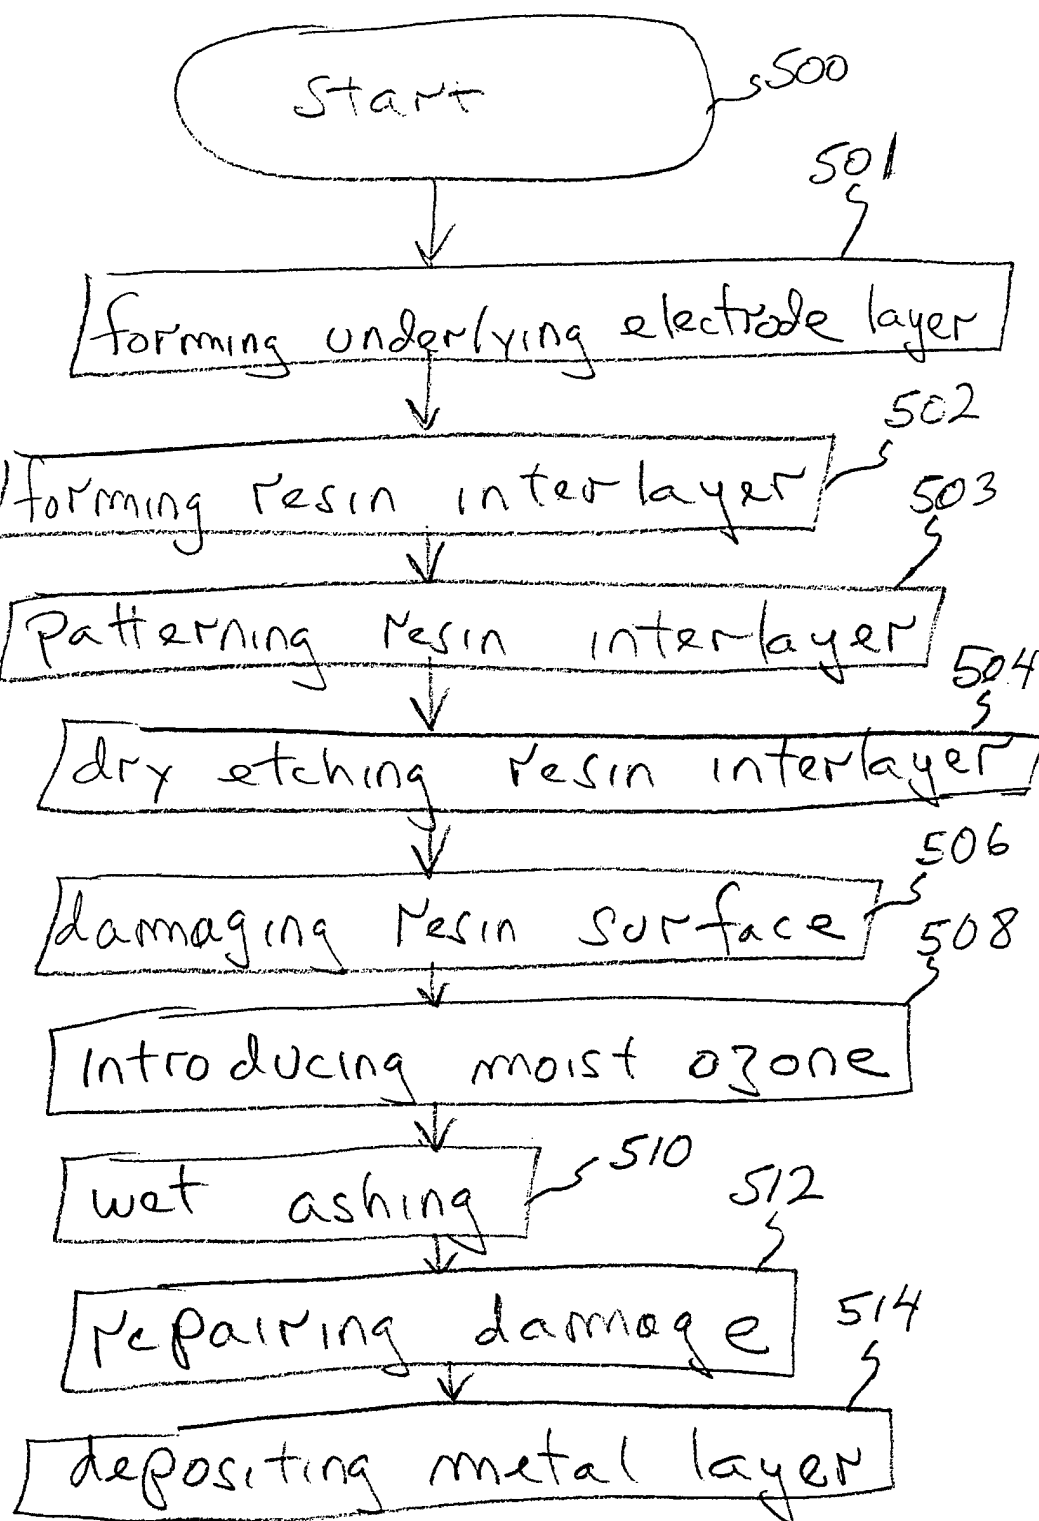 start
500
501
forming underlying electrode layer
502
forming resin interlayer
503
patterning resin interlayer
504
dry etching resin interlayer
506
damaging resin surface
508
introducing moist ozone
510
wet ashing
512
repairing damage
514
depositing metal layer